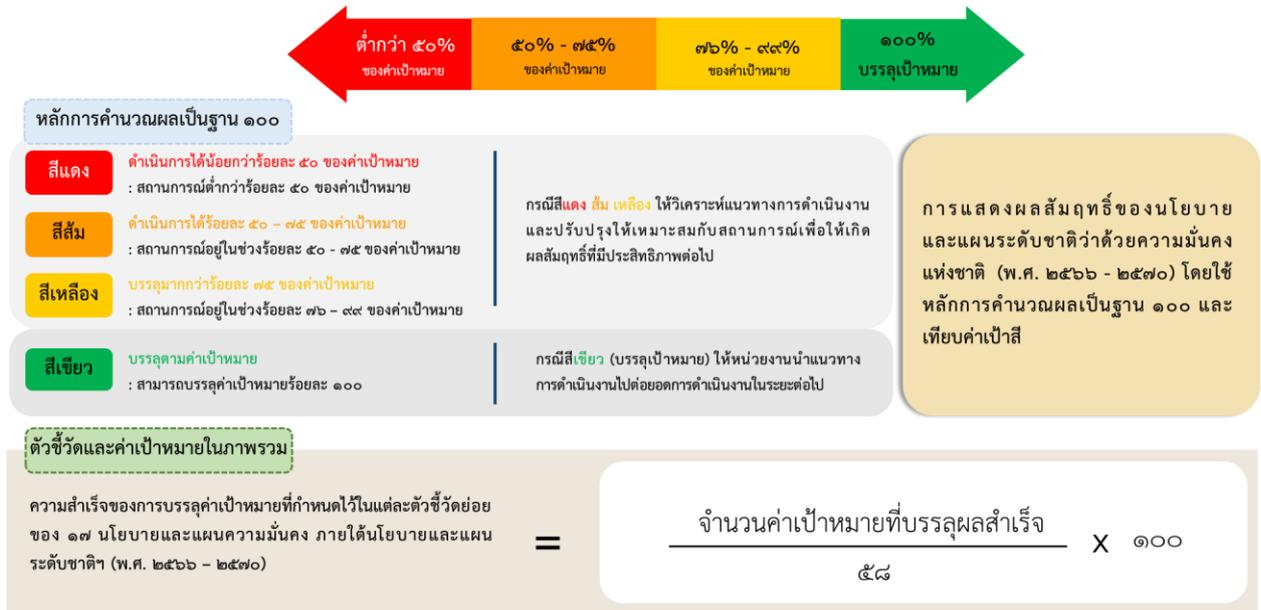 ต่ำกว่า ๕๐%
ของค่าเป้าหมาย
๕๐% - ๗๕%
ของค่าเป้าหมาย
๗๖% - ๙๙%
ของค่าเป้าหมาย
๑๐๐%
บรรลุเป้าหมาย
หลักการคำนวณผลเป็นฐาน ๑๐๐
สีแดง
ดำเนินการได้น้อยกว่าร้อยละ ๕๐ ของค่าเป้าหมาย
: สถานการณ์ต่ำกว่าร้อยละ ๕๐ ของค่าเป้าหมาย
สีส้ม
ดำเนินการได้ร้อยละ ๕๐ – ๗๕ ของค่าเป้าหมาย
: สถานการณ์อยู่ในช่วงร้อยละ ๕๐ - ๗๕ ของค่าเป้าหมาย
สีเหลือง
บรรลุมากกว่าร้อยละ ๗๕ ของค่าเป้าหมาย
: สถานการณ์อยู่ในช่วงร้อยละ ๗๖ – ๙๙ ของค่าเป้าหมาย
กรณีสีแดง ส้ม เหลือง ให้วิเคราะห์แนวทางการดำเนินงาน
และปรับปรุงให้เหมาะสมกับสถานการณ์เพื่อให้เกิด
ผลสัมฤทธิ์ที่มีประสิทธิภาพต่อไป
สีเขียว
บรรลุตามค่าเป้าหมาย
: สามารถบรรลุค่าเป้าหมายร้อยละ ๑๐๐
กรณีสีเขียว (บรรลุเป้าหมาย) ให้หน่วยงานนำแนวทาง
การดำเนินงานไปต่อยอดการดำเนินงานในระยะต่อไป
การแสดงผลสัมฤทธิ์ของนโยบาย
และแผนระดับชาติว่าด้วยความมั่นคง
แห่งชาติ (พ.ศ. ๒๕๖๖ - ๒๕๗๐) โดยใช้
หลักการคำนวณผลเป็นฐาน ๑๐๐ และ
เทียบค่าเป้าสี
ตัวชี้วัดและค่าเป้าหมายในภาพรวม
ความสำเร็จของการบรรลุค่าเป้าหมายที่กำหนดไว้ในแต่ละตัวชี้วัดย่อย
ของ ๑๗ นโยบายและแผนความมั่นคง ภายใต้นโยบายและแผน
ระดับชาติฯ (พ.ศ. ๒๕๖๖ – ๒๕๗๐)
=
จำนวนค่าเป้าหมายที่บรรลุผลสำเร็จ
๕๘
X ๑๐๐